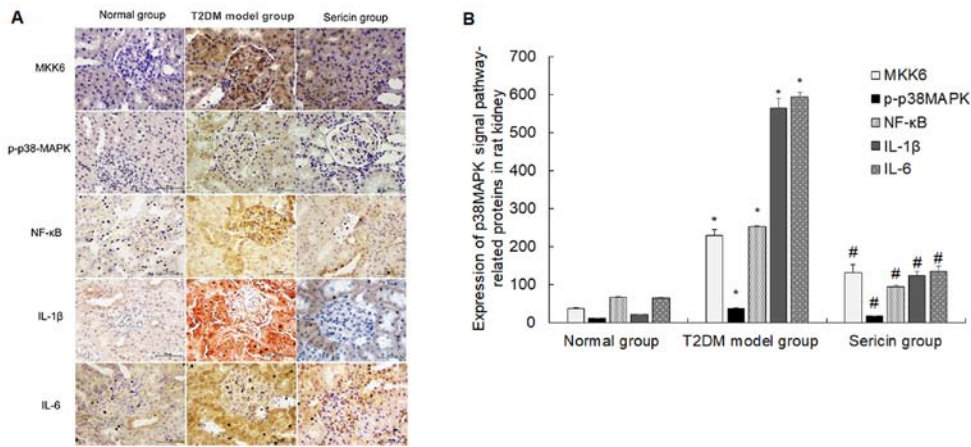 A
Normal group
T2DM model group
Sericin group
MKK6
p-p38-MAPK
NF-κB
IL-1β
IL-6
B
Expression of p38MAPK signal pathway-
related proteins in rat kidney
700
600
500
400
300
200
100
0
*
*
*
*
*
#
#
#
#
#
MKK6
p-p38MAPK
NF-κB
IL-1β
IL-6
Normal group
T2DM model group
Sericin group